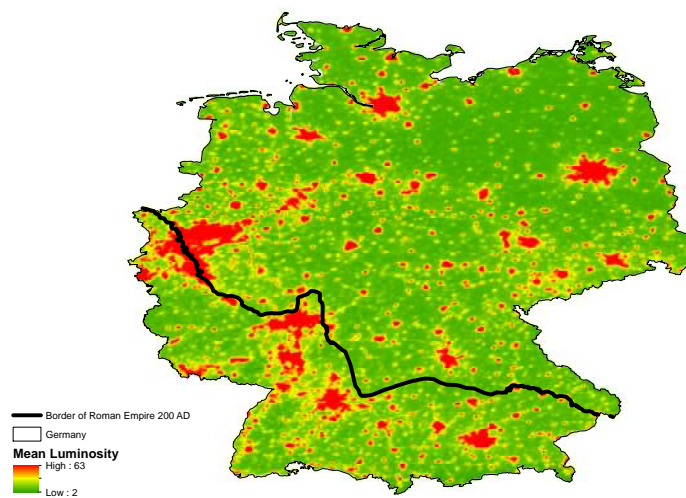 Border of Roman Empire 200 AD
Germany
Mean Luminosity
High : 63
Low : 2